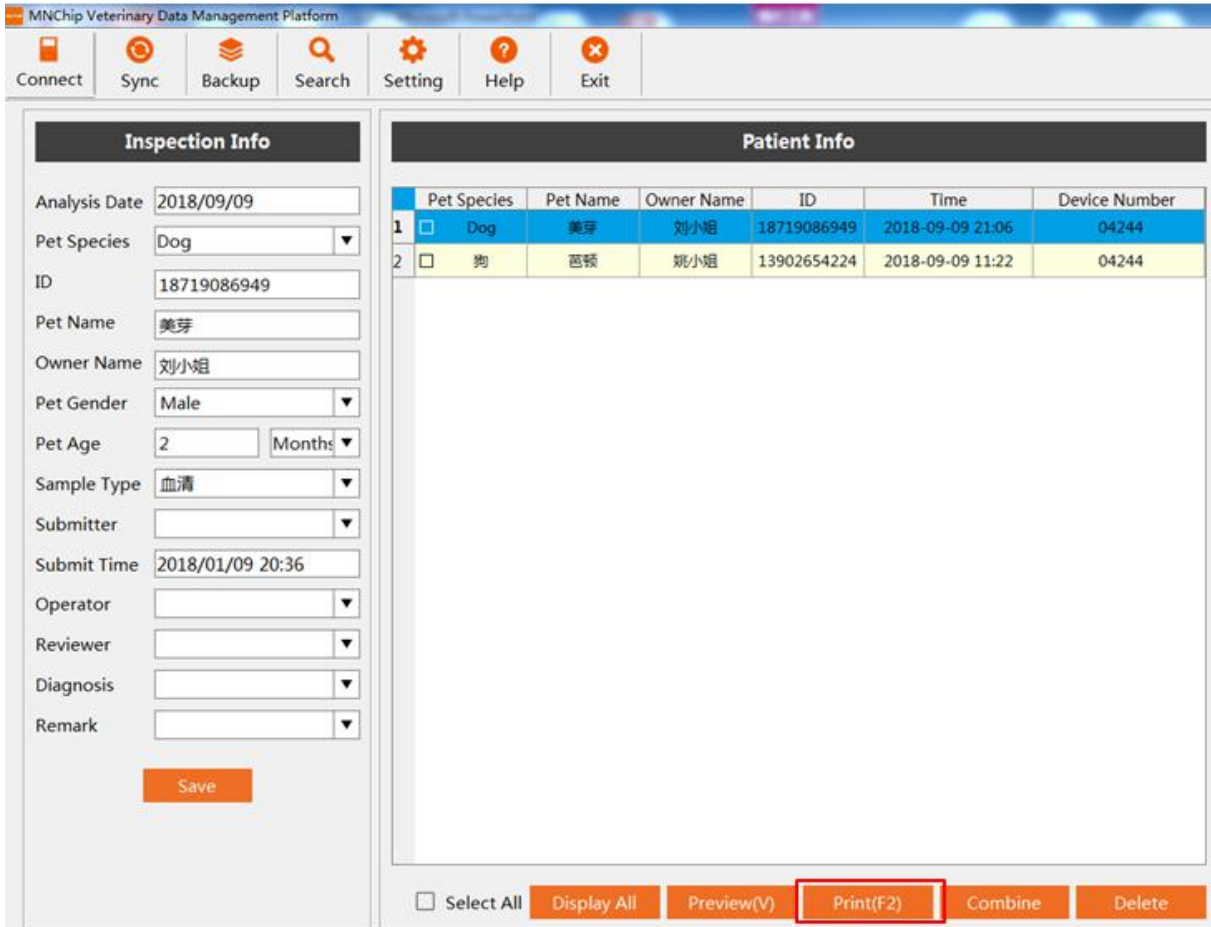 MNChip Veterinary Data Management Platform
Connect Sync Backup Search Setting Help Exit
Inspection Info
Analysis Date 2018/09/09
Pet Species Dog
ID 18719086949
Pet Name 美芽
Owner Name 刘小姐
Pet Gender Male
Pet Age 2 Months
Sample Type 血清
Submitter
Submit Time 2018/01/09 20:36
Operator
Reviewer
Diagnosis
Remark
Save
Patient Info
Pet Species Pet Name Owner Name ID Time Device Number
1 Dog 美芽 刘小姐 18719086949 2018-09-09 21:06 04244
2 狗 芭顿 姚小姐 13902654224 2018-09-09 11:22 04244
Select All Display All Preview(V) Print(F2) Combine Delete